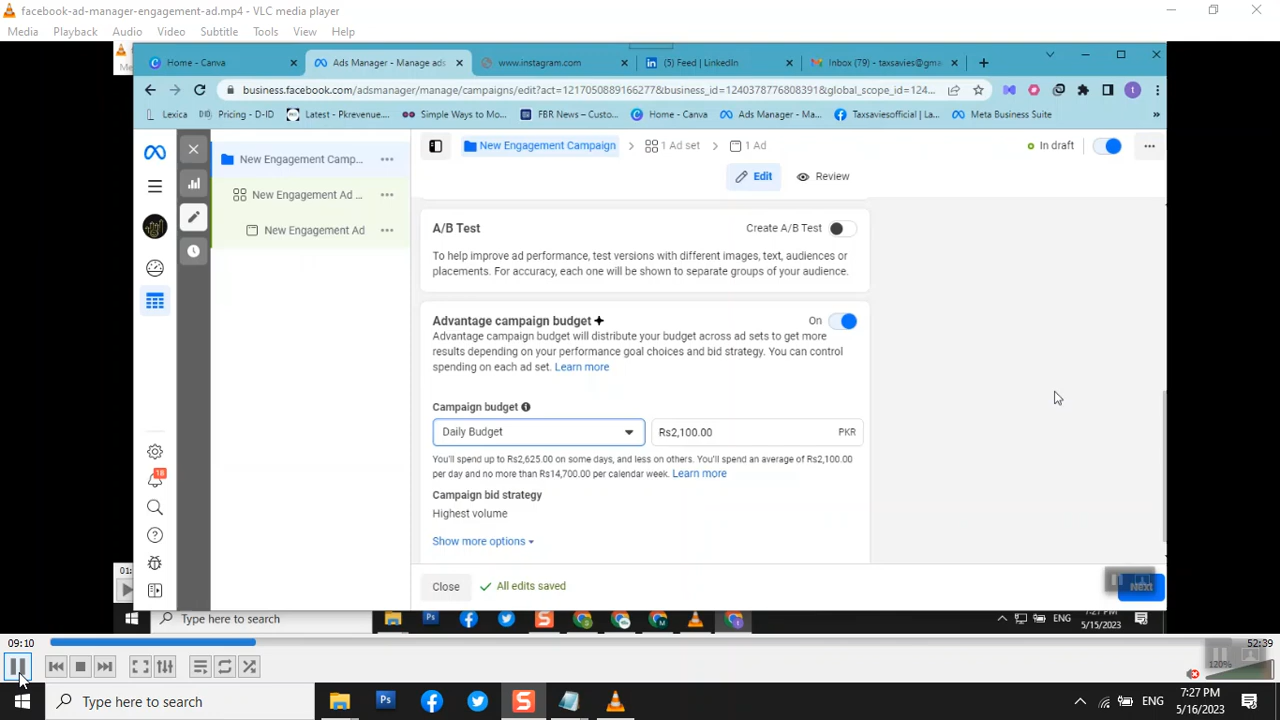 facebook-ad-manager-engagement-ad.mp4 - VLC media player
Media Playback Audio Video Subtitle Tools View Help
Home - Canva
Ads Manager - Manage ads
www.instagram.com
(5) Feed | LinkedIn
Inbox (79) - taxsavies@gma
business.facebook.com/adsmanager/manage/campaigns/edit?act=1217050889166277&business_id=1240378776808391&global_scope_id=124...
Lexica
Pricing - D-ID
Latest - Pkrevenue....
Simple Ways to Mo...
FBR News – Custo...
Home - Canva
Ads Manager - Ma...
Taxsaviesofficial | La...
Meta Business Suite
t
New Engagement Camp...
New Engagement Ad ...
New Engagement Ad
18
New Engagement Campaign
1 Ad set
1 Ad
In draft
Edit
Review
A/B Test
Create A/B Test
To help improve ad performance, test versions with different images, text, audiences or
placements. For accuracy, each one will be shown to separate groups of your audience.
Advantage campaign budget
On
Advantage campaign budget will distribute your budget across ad sets to get more
results depending on your performance goal choices and bid strategy. You can control
spending on each ad set. Learn more
Campaign budget
Daily Budget
Rs2,100.00
PKR
You'll spend up to Rs2,625.00 on some days, and less on others. You'll spend an average of Rs2,100.00
per day and no more than Rs14,700.00 per calendar week. Learn more
Campaign bid strategy
Highest volume
Show more options
Close
All edits saved
Next
Type here to search
ENG
7:27 PM
5/15/2023
09:10
52:39
120%
Type here to search
Ps
ENG
7:27 PM
5/16/2023